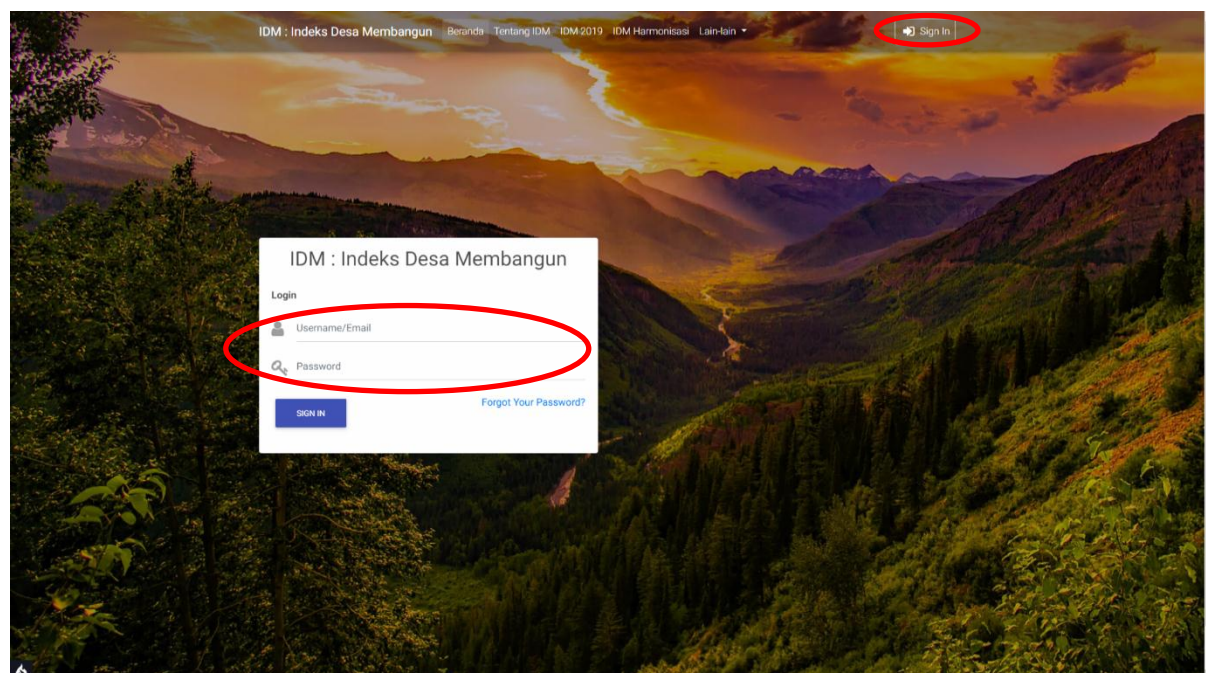 IDM : Indeks Desa Membangun Beranda Tentang IDM IDM 2019 IDM Harmonisasi Lain-lain Sign In
IDM : Indeks Desa Membangun
Login
Username/Email
Password
Forgot Your Password?
SIGN IN